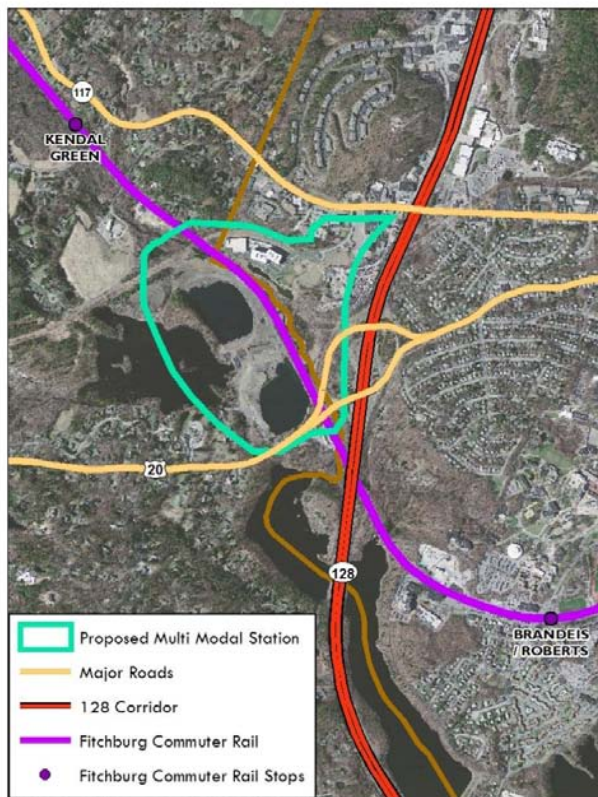 117
KENDAL
GREEN
20
128
BRANDEIS
/ ROBERTS
Proposed Multi Modal Station
Major Roads
128 Corridor
Fitchburg Commuter Rail
Fitchburg Commuter Rail Stops